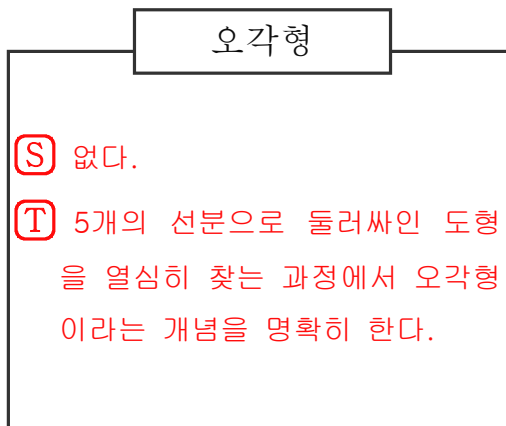 오각형
S 없다.
T 5개의 선분으로 둘러싸인 도형
을 열심히 찾는 과정에서 오각형
이라는 개념을 명확히 한다.